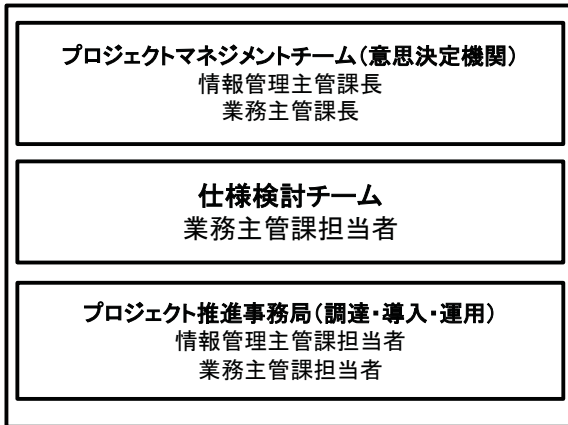 プロジェクトマネジメントチーム(意思決定機関)
情報管理主管課長
業務主管課長
仕様検討チーム
業務主管課担当者
プロジェクト推進事務局(調達・導入・運用)
情報管理主管課担当者
業務主管課担当者